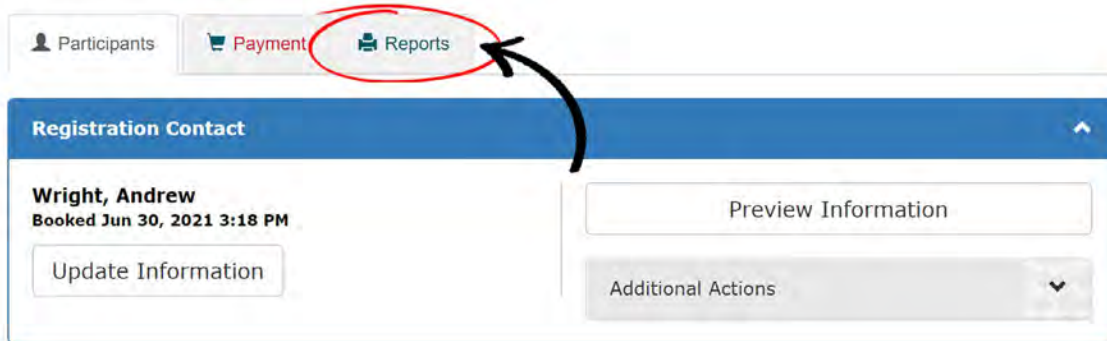 Participants Payment Reports
Registration Contact
Wright, Andrew
Booked Jun 30, 2021 3:18 PM
Update Information
Preview Information
Additional Actions